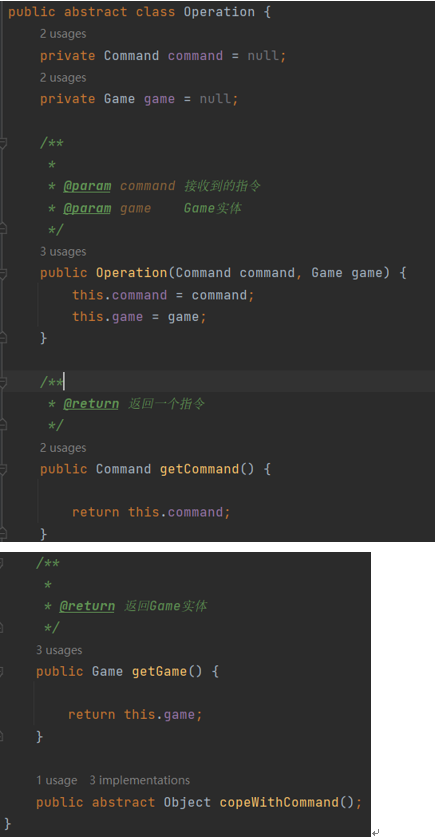 public abstract class Operation {
2 usages
private Command command = null;
2 usages
private Game game = null;
/**
*
* @param command 接收到的指令
* @param game    Game实体
*/
3 usages
public Operation(Command command, Game game) {
this.command = command;
this.game = game;
}
/**
* @return 返回一个指令
*/
2 usages
public Command getCommand() {
return this.command;
}
/**
*
* @return 返回Game实体
*/
3 usages
public Game getGame() {
return this.game;
}
1 usage   3 implementations
public abstract Object copeWithCommand();
}